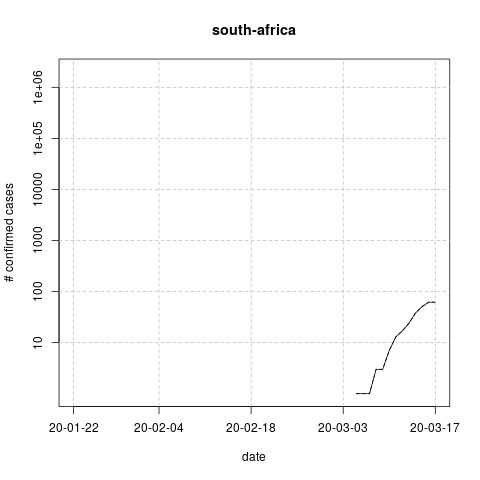 south-africa
# confirmed cases
1e+06
1e+05
10000
1000
100
10
20-01-22
20-02-04
20-02-18
20-03-03
20-03-17
date